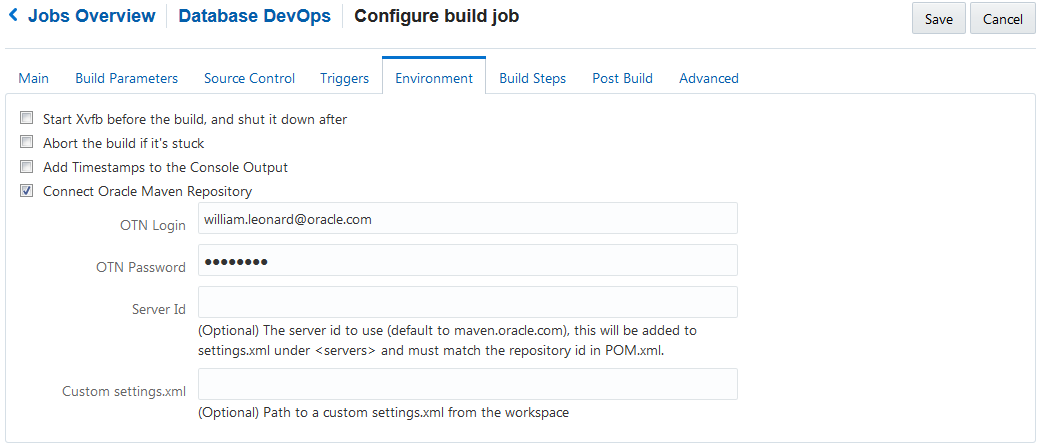 Jobs Overview Database DevOps Configure build job Save Cancel
Main Build Parameters Source Control Triggers Environment Build Steps Post Build Advanced
Start Xvfb before the build, and shut it down after
Abort the build if it's stuck
Add Timestamps to the Console Output
Connect Oracle Maven Repository
OTN Login william.leonard@oracle.com
OTN Password ••••••••
Server Id
(Optional) The server id to use (default to maven.oracle.com), this will be added to
settings.xml under <servers> and must match the repository id in POM.xml.
Custom settings.xml
(Optional) Path to a custom settings.xml from the workspace